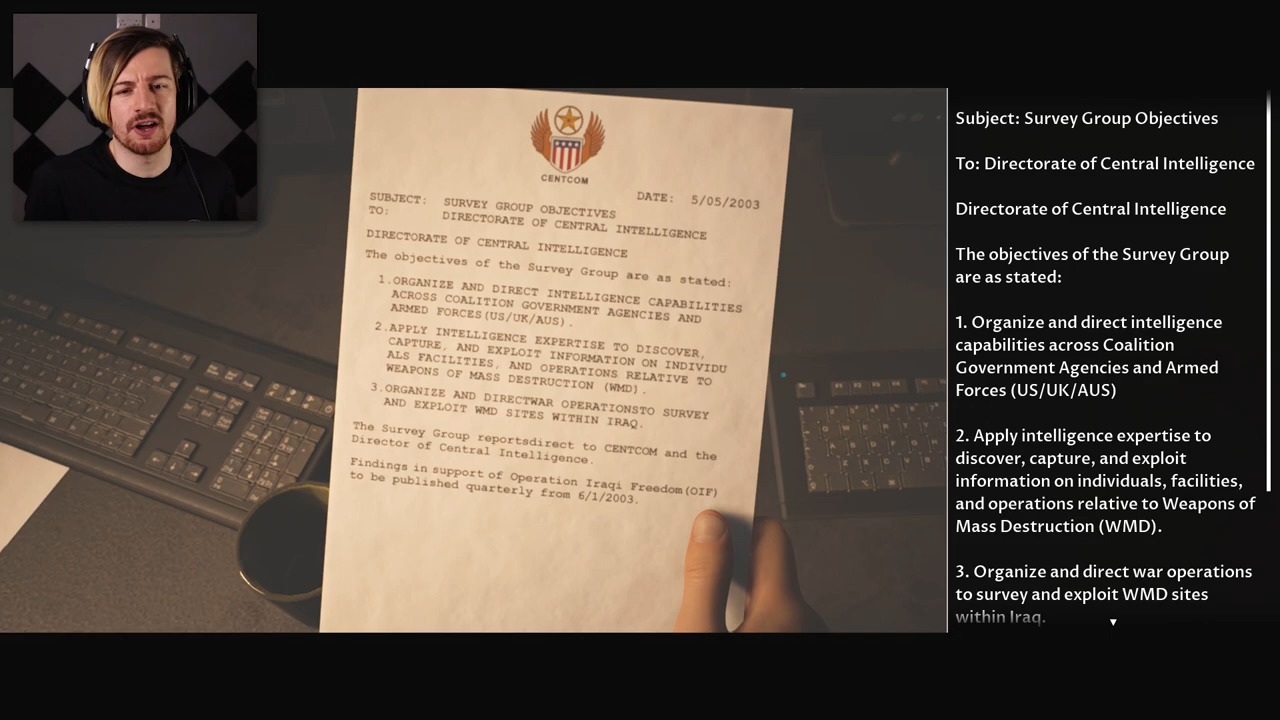 CENTCOM
DATE: 5/05/2003
SUBJECT: SURVEY GROUP OBJECTIVES
TO: DIRECTORATE OF CENTRAL INTELLIGENCE
DIRECTORATE OF CENTRAL INTELLIGENCE
The objectives of the Survey Group are as stated:
1.ORGANIZE AND DIRECT INTELLIGENCE CAPABILITIES
ACROSS COALITION GOVERNMENT AGENCIES AND
ARMED FORCES(US/UK/AUS).
2.APPLY INTELLIGENCE EXPERTISE TO DISCOVER,
CAPTURE, AND EXPLOIT INFORMATION ON INDIVIDU
ALS FACILITIES, AND OPERATIONS RELATIVE TO
WEAPONS OF MASS DESTRUCTION (WMD).
3.ORGANIZE AND DIRECTWAR OPERATIONSTO SURVEY
AND EXPLOIT WMD SITES WITHIN IRAQ.
The Survey Group reportsdirect to CENTCOM and the
Director of Central Intelligence.
Findings in support of Operation Iraqi Freedom(OIF)
to be published quarterly from 6/1/2003.
Subject: Survey Group Objectives
To: Directorate of Central Intelligence
Directorate of Central Intelligence
The objectives of the Survey Group
are as stated:
1. Organize and direct intelligence
capabilities across Coalition
Government Agencies and Armed
Forces (US/UK/AUS)
2. Apply intelligence expertise to
discover, capture, and exploit
information on individuals, facilities,
and operations relative to Weapons of
Mass Destruction (WMD).
3. Organize and direct war operations
to survey and exploit WMD sites
within Iraq.